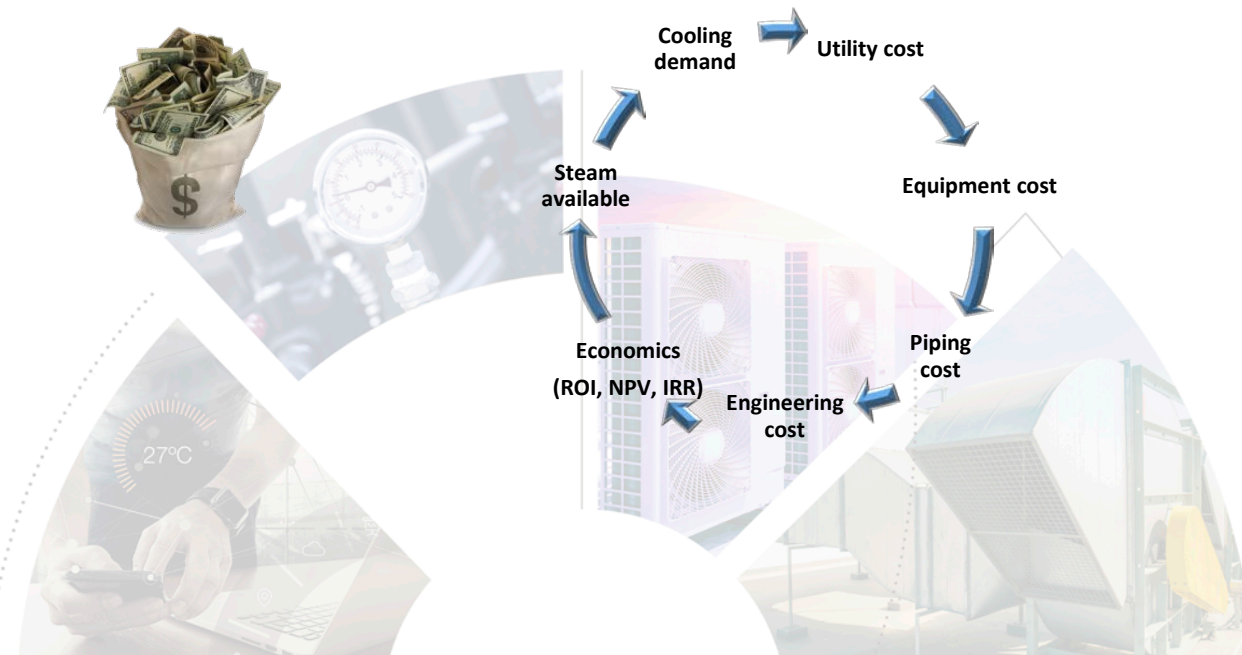 Cooling
demand
Utility cost
Equipment cost
Piping
cost
Engineering
cost
Economics
(ROI, NPV, IRR)
Steam
available
$
27°C